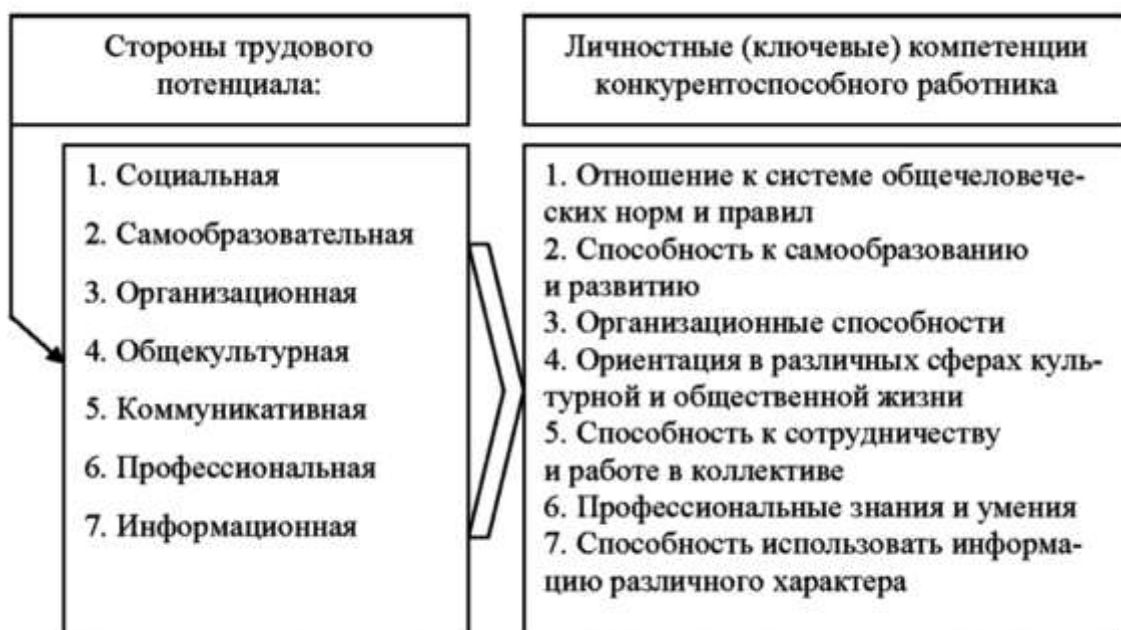 Стороны трудового
потенциала:
Личностные (ключевые) компетенции
конкурентоспособного работника
1. Социальная
2. Самообразовательная
3. Организационная
4. Общекультурная
5. Коммуникативная
6. Профессиональная
7. Информационная
1. Отношение к системе общечеловече-
ских норм и правил
2. Способность к самообразованию
и развитию
3. Организационные способности
4. Ориентация в различных сферах куль-
турной и общественной жизни
5. Способность к сотрудничеству
и работе в коллективе
6. Профессиональные знания и умения
7. Способность использовать информа-
цию различного характера